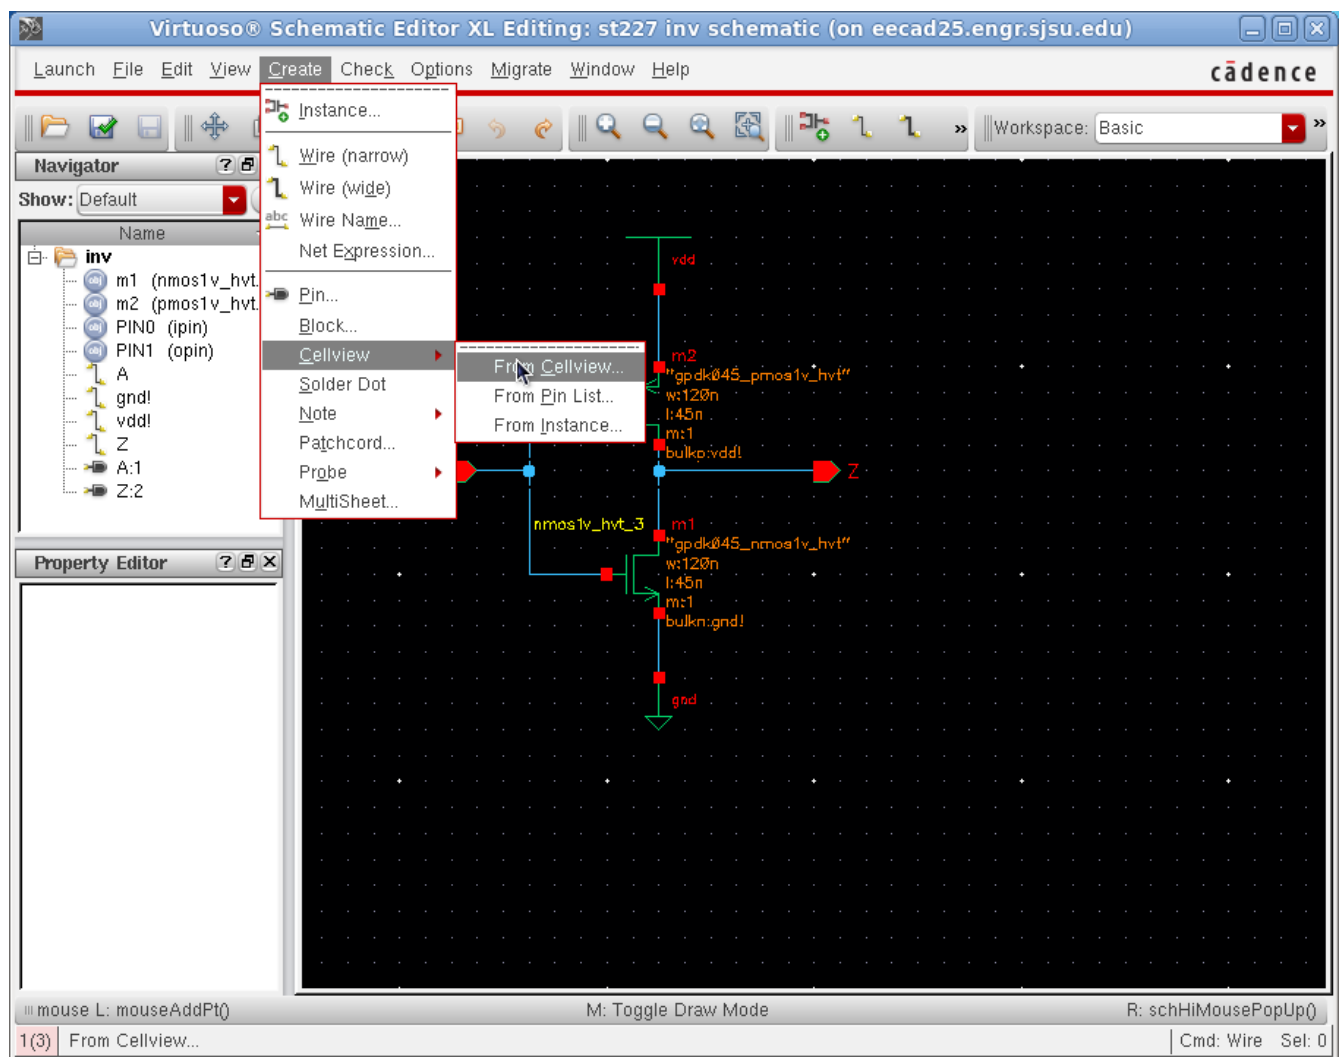 Virtuoso® Schematic Editor XL Editing: st227 inv schematic (on eecad25.engr.sjsu.edu)
Launch File Edit View Create Check Options Migrate Window Help
cādence
Workspace: Basic
»
»
Navigator
Show: Default
Name
inv
m1 (nmos1v_hvt.
m2 (pmos1v_hvt.
PIN0 (ipin)
PIN1 (opin)
A
gnd!
vdd!
Z
A:1
Z:2
Property Editor
Instance...
Wire (narrow)
Wire (wide)
abc Wire Name...
Net Expression...
Pin...
Block...
Cellview
Solder Dot
Note
Patchcord...
Probe
MultiSheet...
From Cellview...
From Pin List...
From Instance...
vdd
m2
"gpdk045_pmos1v_hvt"
w:120n
l:45n
m:1
bulkp:vdd!
Z
nmos1v_hvt_3
m1
"gpdk045_nmos1v_hvt"
w:120n
l:45n
m:1
bulkn:gnd!
gnd
mouse L: mouseAddPt()
M: Toggle Draw Mode
R: schHiMousePopUp()
1(3) From Cellview...
Cmd: Wire Sel: 0